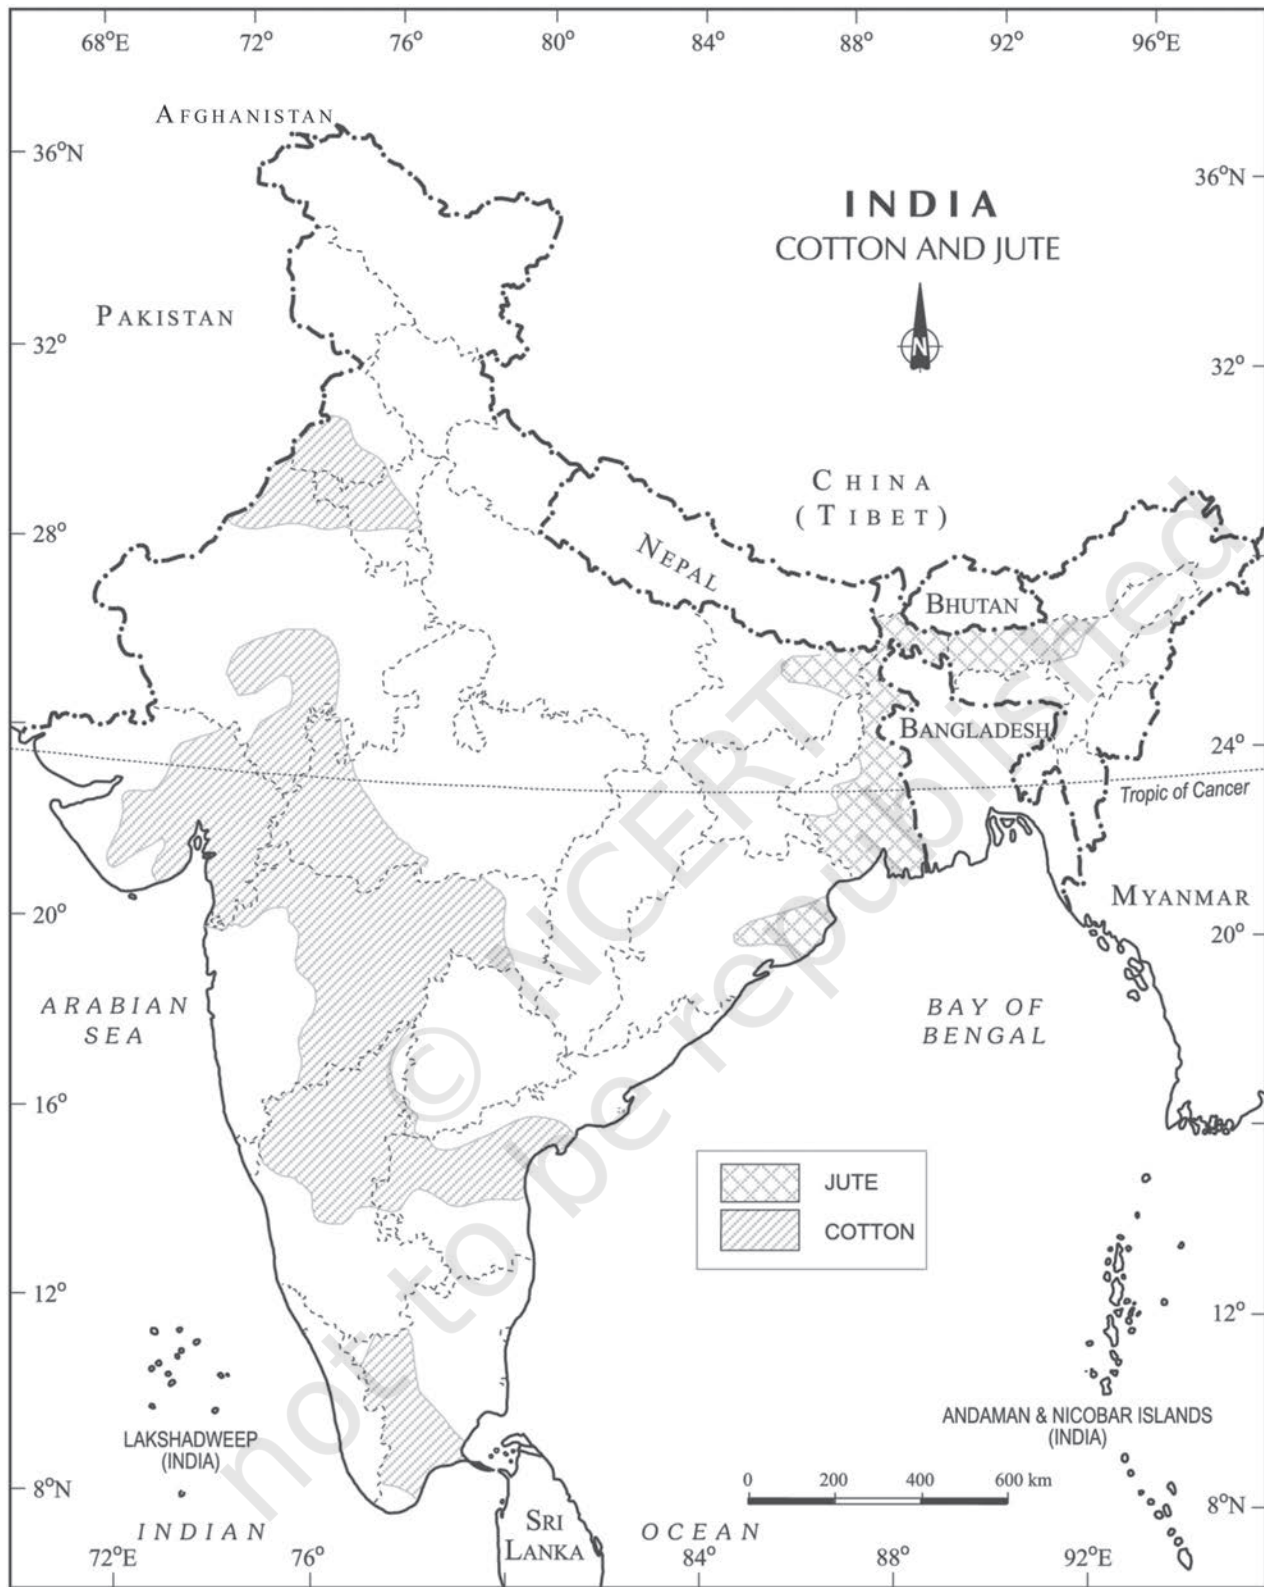 68°E 72° 76° 80° 84° 88° 92° 96°E
AFGHANISTAN
36°N
36°N
INDIA
COTTON AND JUTE
N
PAKISTAN
32°
32°
CHINA
(TIBET)
28°
NEPAL
BHUTAN
BANGLADESH
24°
Tropic of Cancer
MYANMAR
20°
20°
ARABIAN
SEA
BAY OF
BENGAL
16°
JUTE
COTTON
12°
12°
LAKSHADWEEP
(INDIA)
ANDAMAN & NICOBAR ISLANDS
(INDIA)
0 200 400 600 km
8°N
8°N
INDIAN OCEAN
SRI
LANKA
72°E 76° 84° 88° 92°E
© NCERT
not to be republished